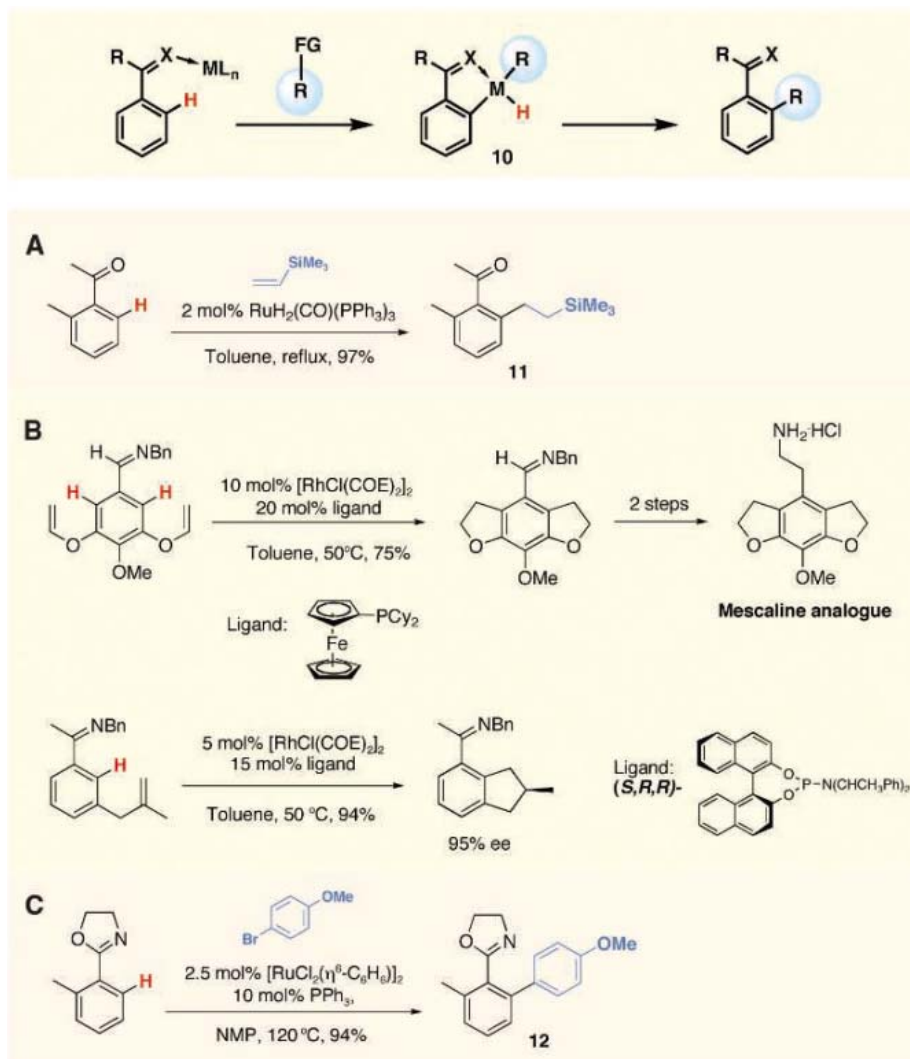 R X MLn H
FG
R
R X R M H
10
R X R
A
O H
SiMe3
2 mol% RuH2(CO)(PPh3)3
Toluene, reflux, 97%
O SiMe3
11
B
H NBn
H H
O O
OMe
10 mol% [RhCl(COE)2]2
20 mol% ligand
Toluene, 50°C, 75%
H NBn
O O
OMe
2 steps
NH2·HCl
O O
OMe
Mescaline analogue
Ligand:
PCy2
Fe
NBn
H
5 mol% [RhCl(COE)2]2
15 mol% ligand
Toluene, 50 °C, 94%
NBn
95% ee
Ligand:
(S,R,R)-
O
P–N(CHCH3Ph)2
O
C
O N
H
OMe
Br
2.5 mol% [RuCl2(η6-C6H6)]2
10 mol% PPh3,
NMP, 120 °C, 94%
O N
OMe
12